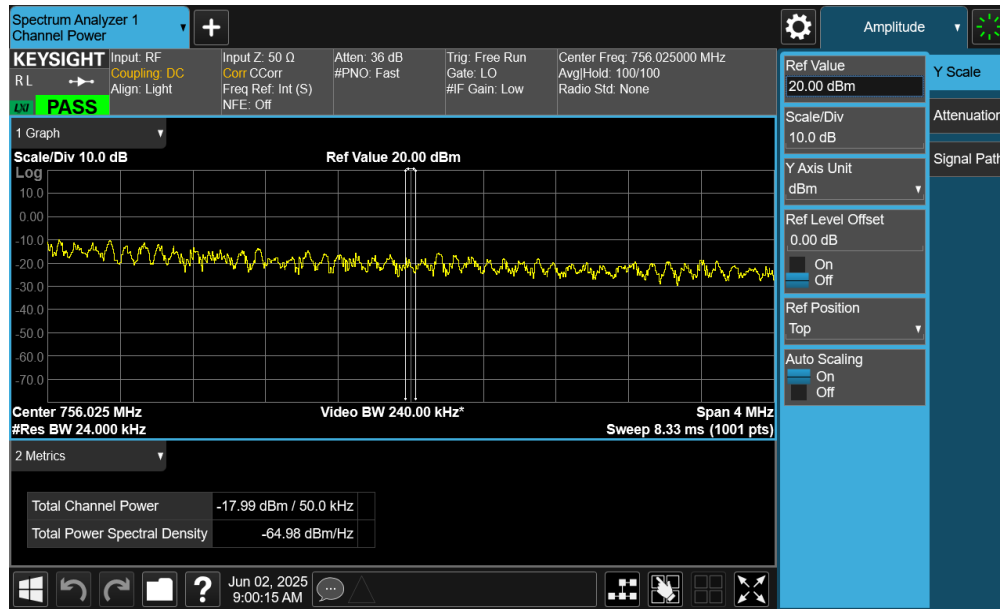 Spectrum Analyzer 1
Channel Power
+
Amplitude
KEYSIGHT
R L
LXI
PASS
Input: RF
Coupling: DC
Align: Light
Input Z: 50 Ω
Corr CCorr
Freq Ref: Int (S)
NFE: Off
Atten: 36 dB
#PNO: Fast
Trig: Free Run
Gate: LO
#IF Gain: Low
Center Freq: 756.025000 MHz
Avg|Hold: 100/100
Radio Std: None
1 Graph
Scale/Div 10.0 dB
Ref Value 20.00 dBm
Log
10.0
0.00
-10.0
-20.0
-30.0
-40.0
-50.0
-60.0
-70.0
Center 756.025 MHz
Video BW 240.00 kHz*
Span 4 MHz
#Res BW 24.000 kHz
Sweep 8.33 ms (1001 pts)
2 Metrics
Total Channel Power -17.99 dBm / 50.0 kHz
Total Power Spectral Density -64.98 dBm/Hz
Ref Value
20.00 dBm
Scale/Div
10.0 dB
Y Axis Unit
dBm
Ref Level Offset
0.00 dB
On
Off
Ref Position
Top
Auto Scaling
On
Off
Y Scale
Attenuation
Signal Path
?
Jun 02, 2025
9:00:15 AM